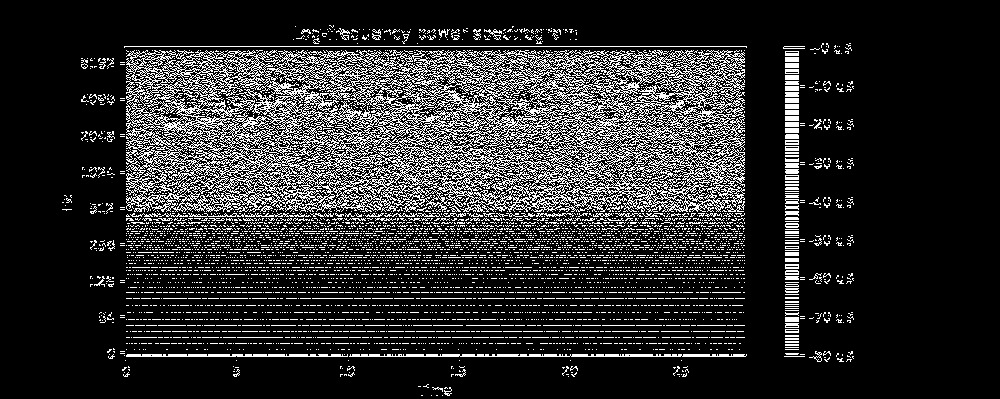 Log-frequency power spectrogram
8192
4096
2048
1024
512
256
128
64
0
Hz
0
5
10
15
20
25
Time
+0 dB
-10 dB
-20 dB
-30 dB
-40 dB
-50 dB
-60 dB
-70 dB
-80 dB